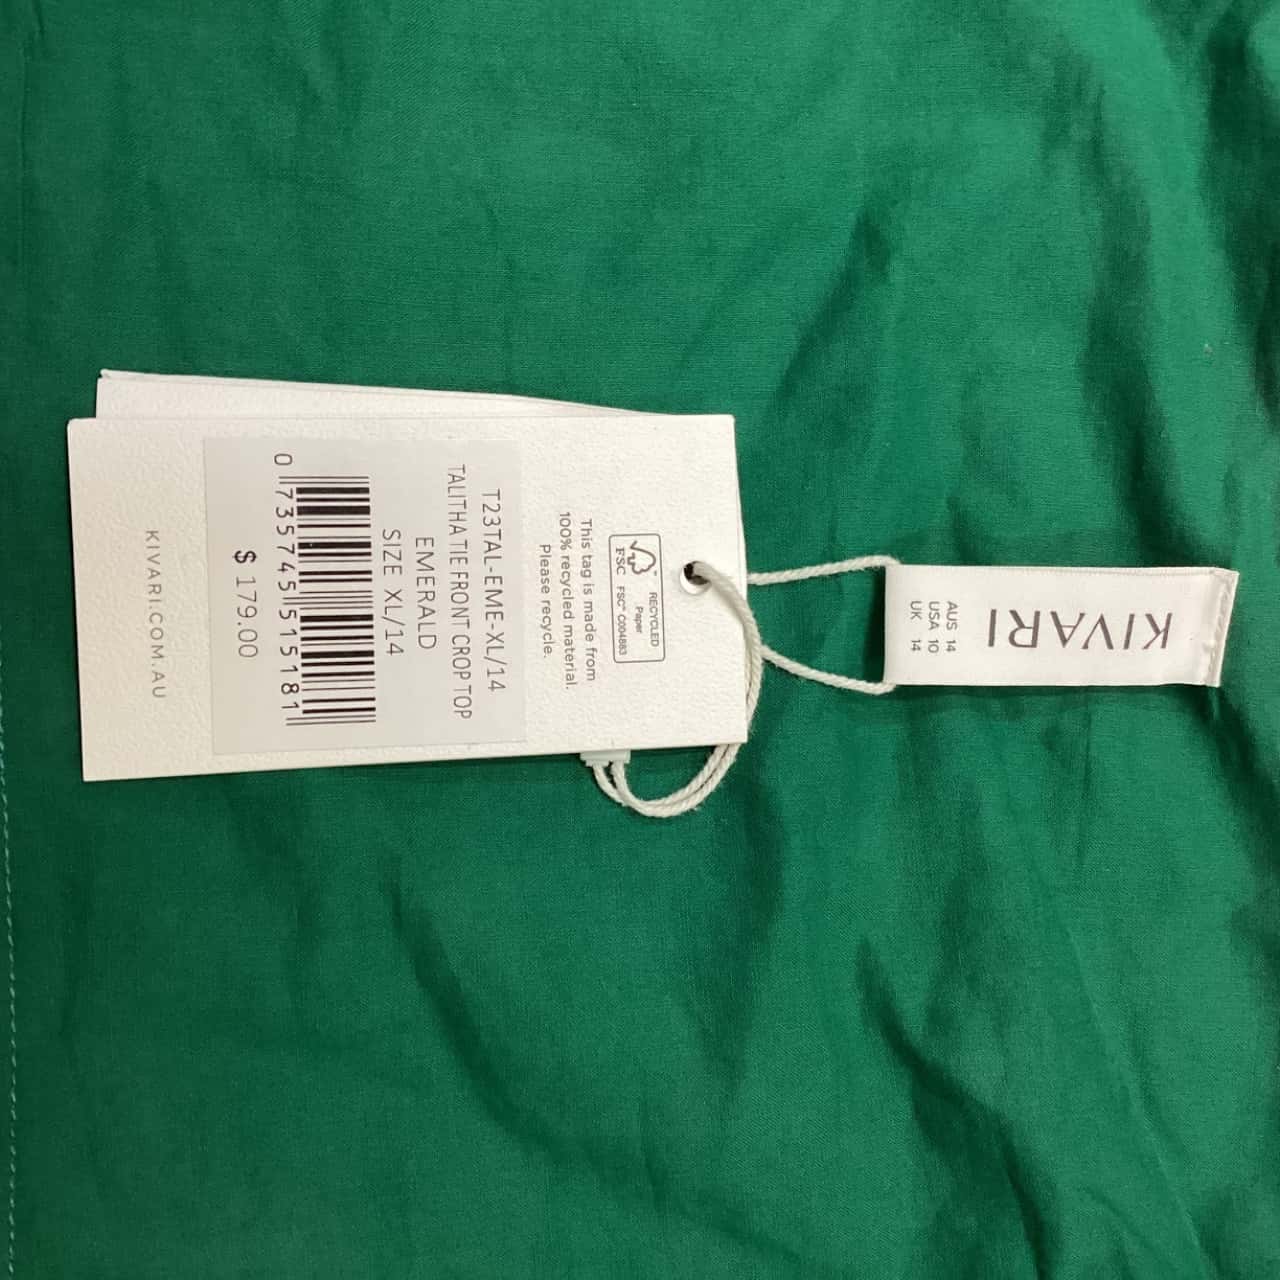 KIVARI
AUS 14
USA 10
UK 14
RECYCLED
Paper
FSC
FSC® C004883
This tag is made from
100% recycled material.
Please recycle.
T23TAL-EME-XL/14
TALITHA TIE FRONT CROP TOP
EMERALD
SIZE XL/14
0 735745 515181
$ 179.00
KIVARI.COM.AU